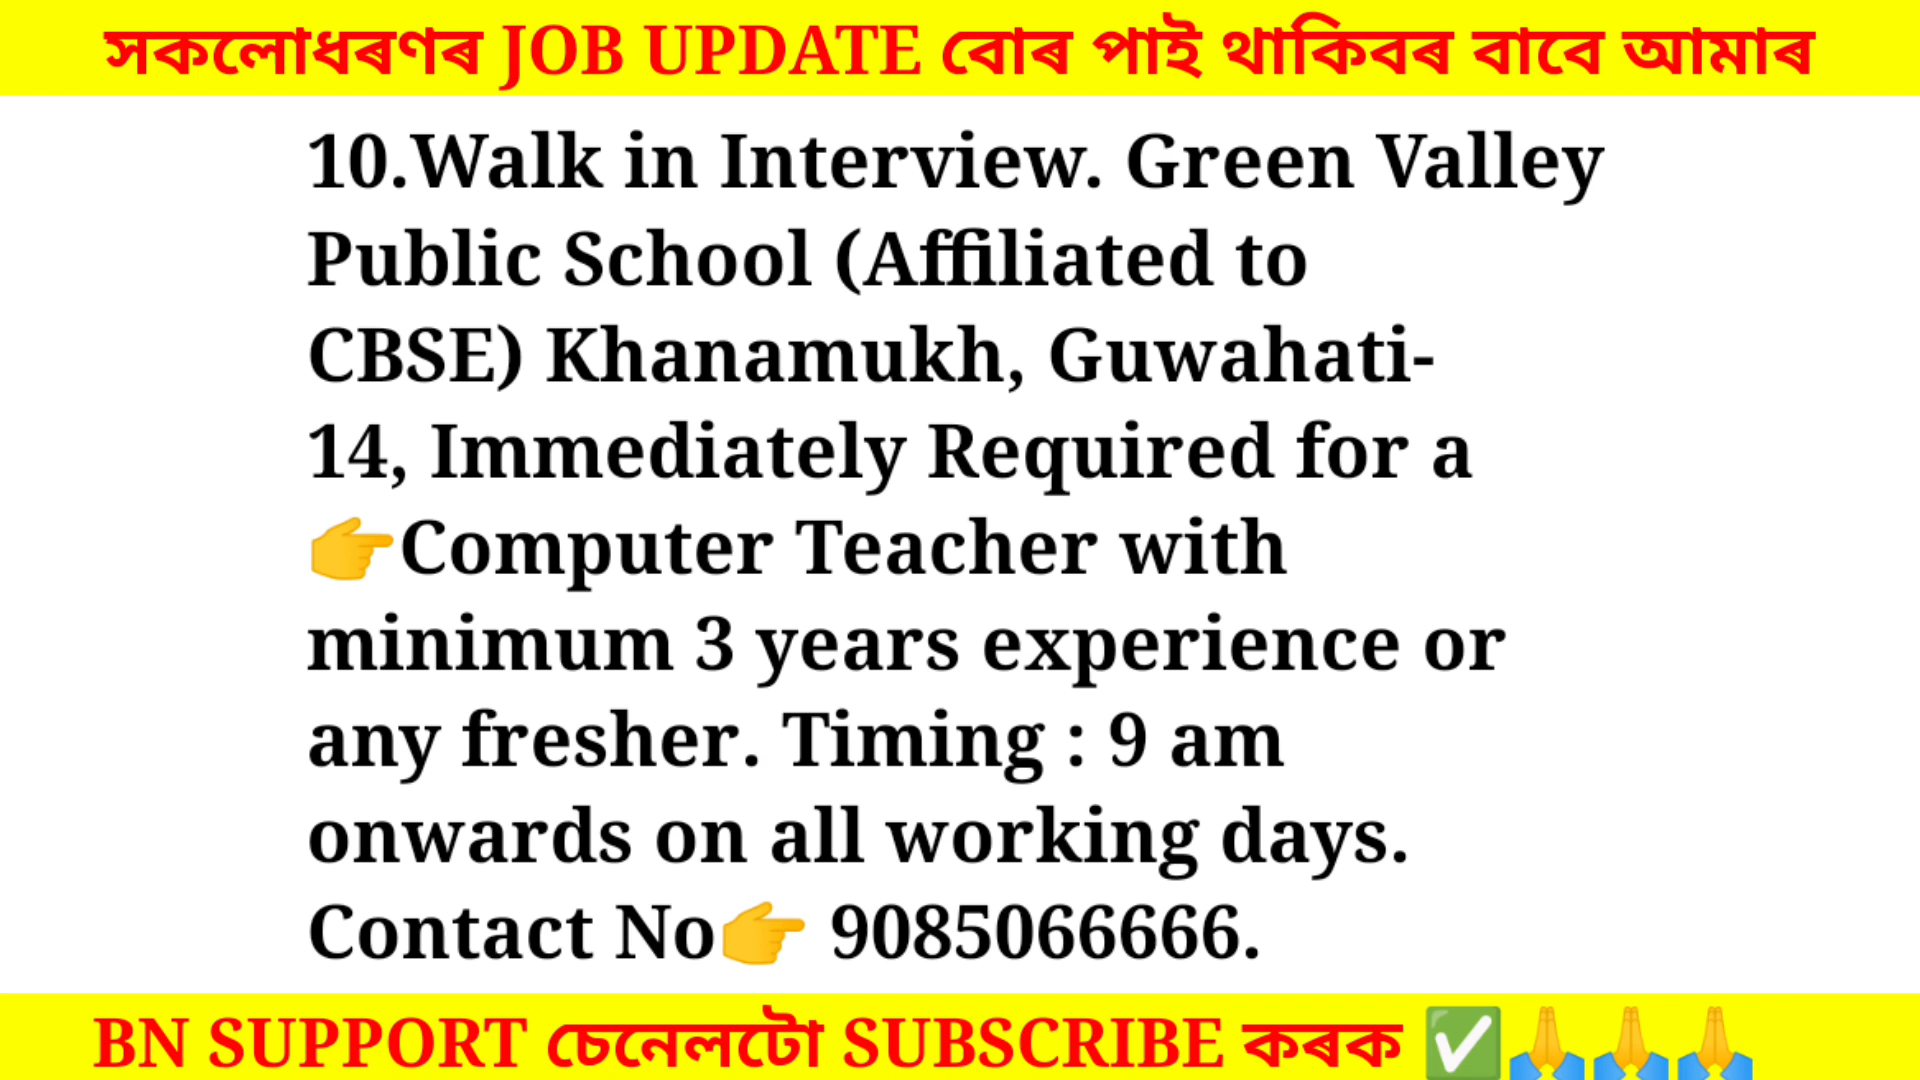 সকলোধৰণৰ JOB UPDATE বোৰ পাই থাকিবৰ বাবে আমাৰ
10.Walk in Interview. Green Valley
Public School (Affiliated to
CBSE) Khanamukh, Guwahati-
14, Immediately Required for a
👉Computer Teacher with
minimum 3 years experience or
any fresher. Timing : 9 am
onwards on all working days.
Contact No👉 9085066666.
BN SUPPORT চেনেলটো SUBSCRIBE কৰক ✅🙏🙏🙏